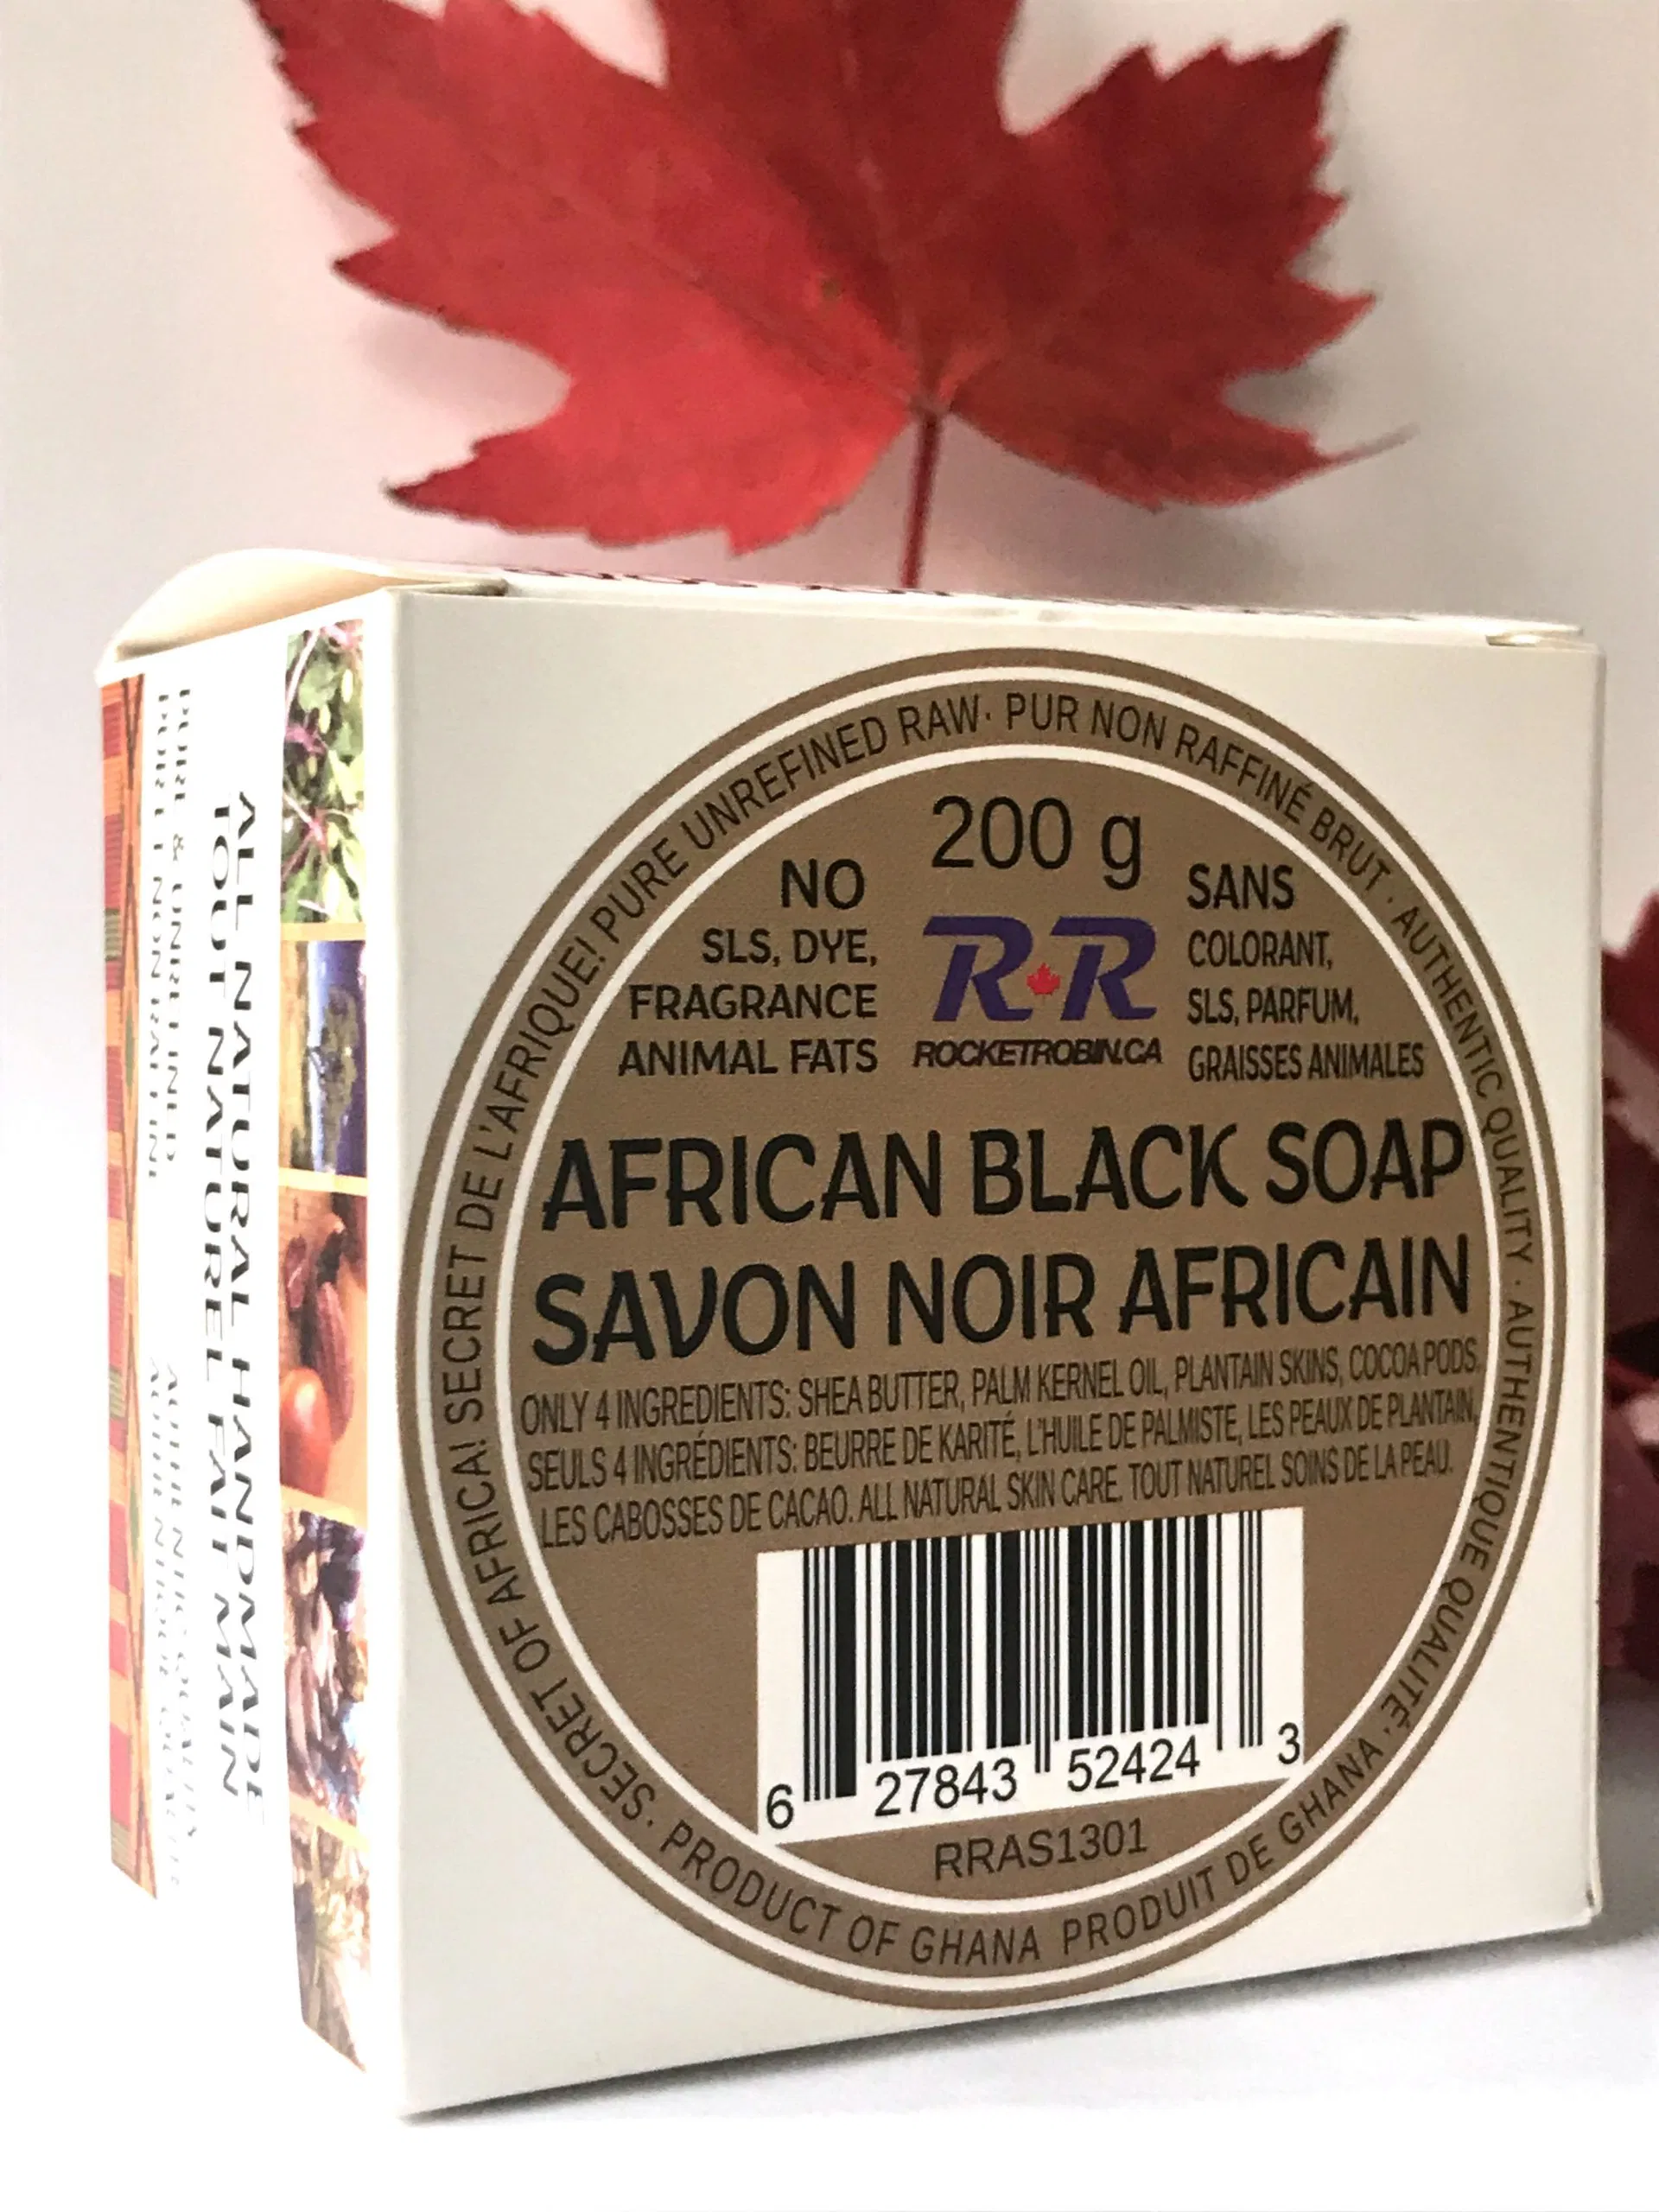 SECRET OF AFRICA! SECRET DE L'AFRIQUE! PURE UNREFINED RAW · PUR NON RAFFINÉ BRUT · AUTHENTIC QUALITY · AUTHENTIQUE QUALITÉ · PRODUCT OF GHANA PRODUIT DE GHANA
200 g
NO
SLS, DYE,
FRAGRANCE
ANIMAL FATS
R R
ROCKETROBIN.CA
SANS
COLORANT,
SLS, PARFUM,
GRAISSES ANIMALES
AFRICAN BLACK SOAP
SAVON NOIR AFRICAIN
ONLY 4 INGREDIENTS: SHEA BUTTER, PALM KERNEL OIL, PLANTAIN SKINS, COCOA PODS.
SEULS 4 INGRÉDIENTS: BEURRE DE KARITÉ, L'HUILE DE PALMISTE, LES PEAUX DE PLANTAIN,
LES CABOSSES DE CACAO. ALL NATURAL SKIN CARE. TOUT NATUREL SOINS DE LA PEAU.
6 27843 52424 3
RRAS1301
ALL NATURAL HANDMADE
TOUT NATUREL FAIT MAIN
PURE & UNREFINED